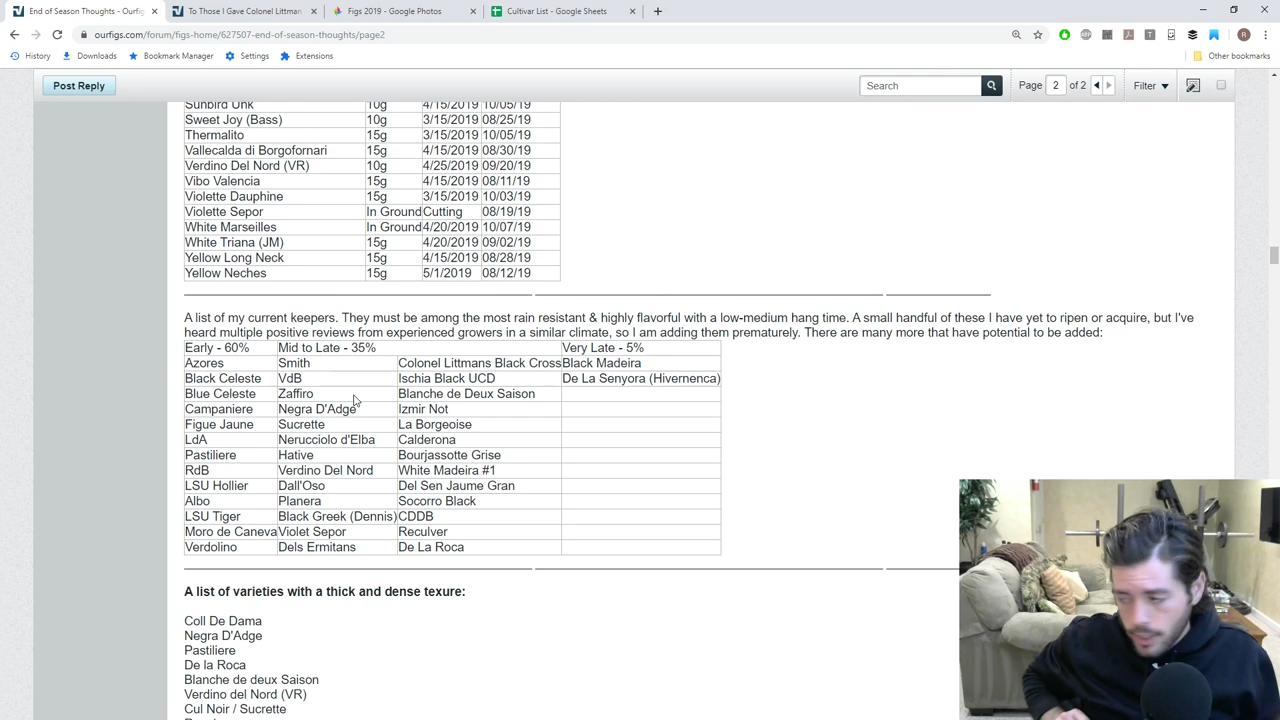 End of Season Thoughts - Ourfig
To Those I Gave Colonel Littman
Figs 2019 - Google Photos
Cultivar List - Google Sheets
ourfigs.com/forum/figs-home/627507-end-of-season-thoughts/page2
R
History
Downloads
Bookmark Manager
Settings
Extensions
Other bookmarks
Post Reply
Search
Page 2 of 2
Filter
Sunbird Unk 10g 4/15/2019 10/05/19
Sweet Joy (Bass) 10g 3/15/2019 08/25/19
Thermalito 15g 3/15/2019 10/05/19
Vallecalda di Borgofornari 15g 4/15/2019 08/30/19
Verdino Del Nord (VR) 10g 4/25/2019 09/20/19
Vibo Valencia 15g 4/15/2019 08/11/19
Violette Dauphine 15g 3/15/2019 10/03/19
Violette Sepor In Ground Cutting 08/19/19
White Marseilles In Ground 4/20/2019 10/07/19
White Triana (JM) 15g 4/20/2019 09/02/19
Yellow Long Neck 15g 4/15/2019 08/28/19
Yellow Neches 15g 5/1/2019 08/12/19
A list of my current keepers. They must be among the most rain resistant & highly flavorful with a low-medium hang time. A small handful of these I have yet to ripen or acquire, but I've
heard multiple positive reviews from experienced growers in a similar climate, so I am adding them prematurely. There are many more that have potential to be added:
Early - 60% Mid to Late - 35% Very Late - 5%
Azores Smith Colonel Littmans Black Cross Black Madeira
Black Celeste VdB Ischia Black UCD De La Senyora (Hivernenca)
Blue Celeste Zaffiro Blanche de Deux Saison
Campaniere Negra D'Adge Izmir Not
Figue Jaune Sucrette La Borgeoise
LdA Nerucciolo d'Elba Calderona
Pastiliere Hative Bourjassotte Grise
RdB Verdino Del Nord White Madeira #1
LSU Hollier Dall'Oso Del Sen Jaume Gran
Albo Planera Socorro Black
LSU Tiger Black Greek (Dennis) CDDB
Moro de Caneva Violet Sepor Reculver
Verdolino Dels Ermitans De La Roca
A list of varieties with a thick and dense texure:
Coll De Dama
Negra D'Adge
Pastiliere
De la Roca
Blanche de deux Saison
Verdino del Nord (VR)
Cul Noir / Sucrette